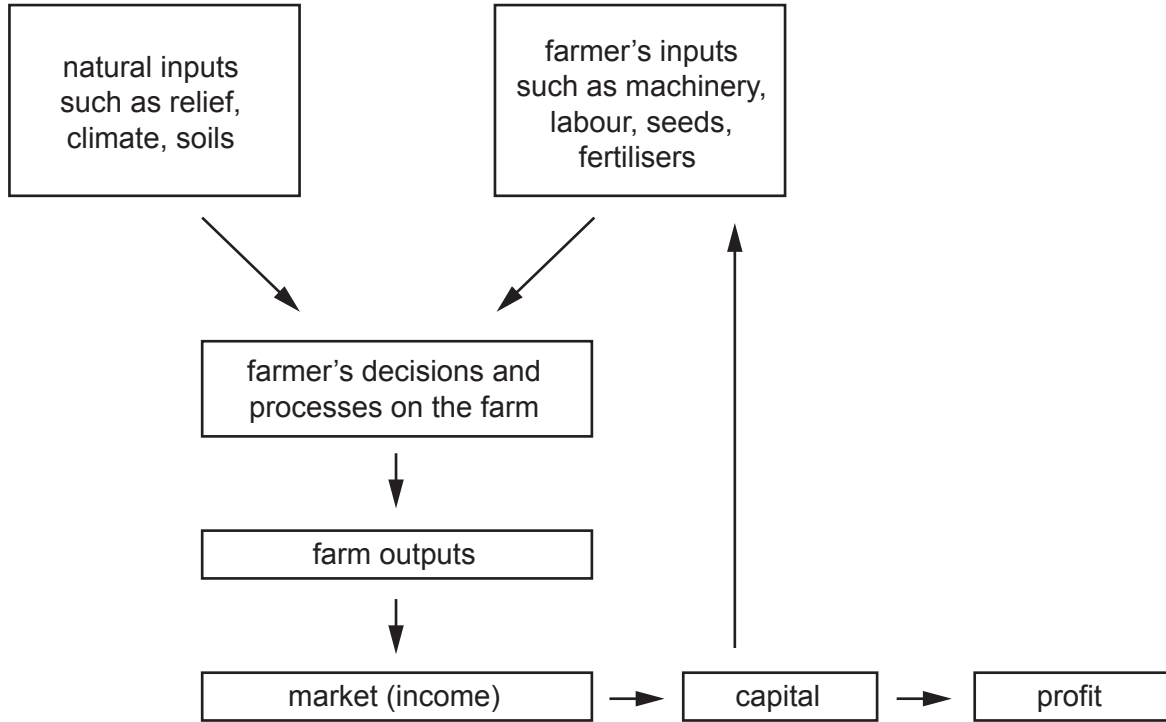 natural inputs
such as relief,
climate, soils
farmer’s inputs
such as machinery,
labour, seeds,
fertilisers
farmer’s decisions and
processes on the farm
farm outputs
market (income)
capital
profit